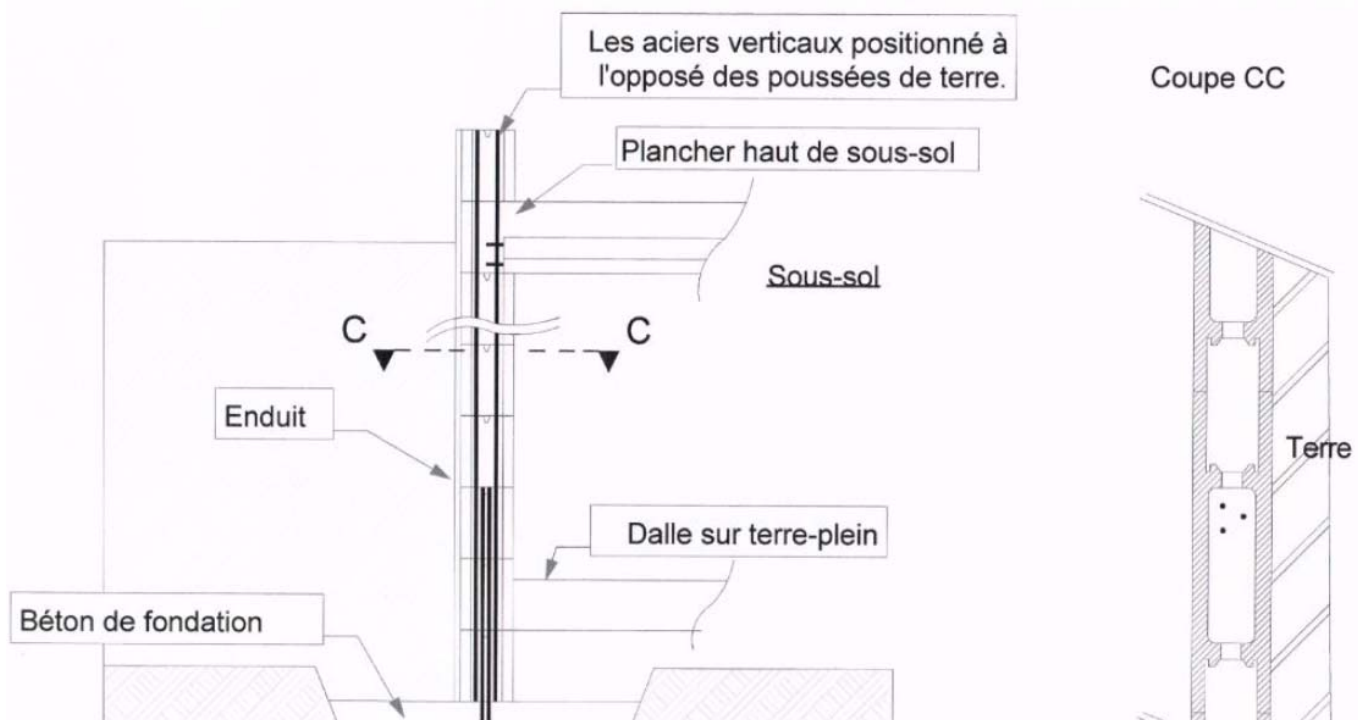 Les aciers verticaux positionné à
l'opposé des poussées de terre.
Coupe CC
Plancher haut de sous-sol
Sous-sol
C C
Enduit
Terre
Dalle sur terre-plein
Béton de fondation